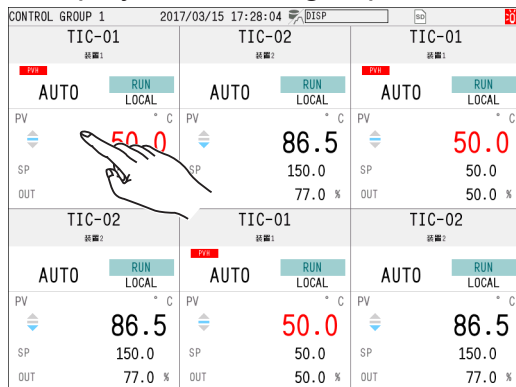 CONTROL GROUP 1 2017/03/15 17:28:04 DISP SD
TIC-01
装置1
PVH
AUTO
RUN
LOCAL
PV ° C
50.0
SP
OUT
TIC-02
装置2
AUTO
RUN
LOCAL
PV ° C
86.5
SP 150.0
OUT 77.0 %
TIC-01
装置1
PVH
AUTO
RUN
LOCAL
PV ° C
50.0
SP 50.0
OUT 50.0 %
TIC-02
装置2
AUTO
RUN
LOCAL
PV ° C
86.5
SP 150.0
OUT 77.0 %
TIC-01
装置1
PVH
AUTO
RUN
LOCAL
PV ° C
50.0
SP 50.0
OUT 50.0 %
TIC-02
装置2
AUTO
RUN
LOCAL
PV ° C
86.5
SP 150.0
OUT 77.0 %